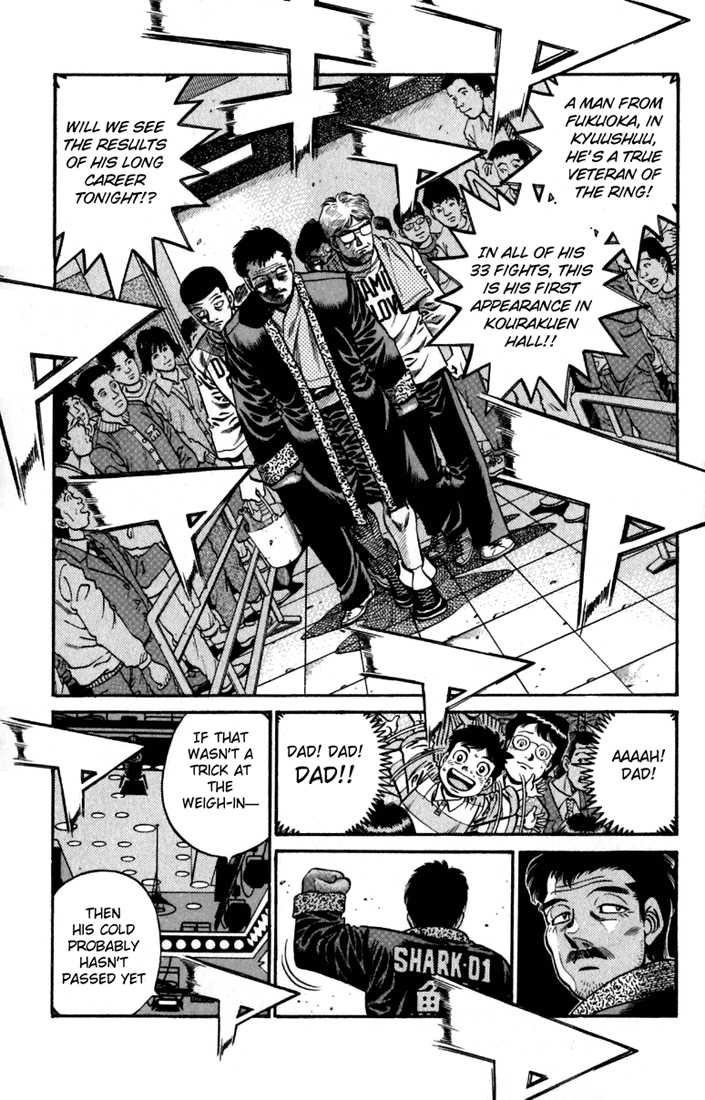 A MAN FROM
FUKUOKA, IN
KYUUSHUU,
HE'S A TRUE
VETERAN OF
THE RING!
IN ALL OF HIS
33 FIGHTS, THIS
IS HIS FIRST
APPEARANCE IN
KOURAKUEN
HALL!!
WILL WE SEE
THE RESULTS
OF HIS LONG
CAREER
TONIGHT!?
AAAAH!
DAD!
DAD! DAD!
DAD!!
IF THAT
WASN'T A
TRICK AT
THE
WEIGH-IN—
THEN
HIS COLD
PROBABLY
HASN'T
PASSED YET
SHARK·01